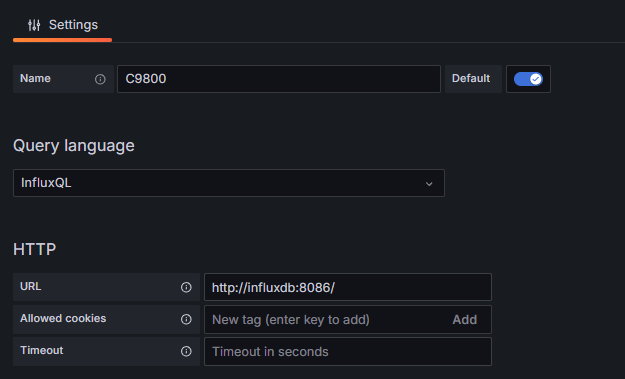 Settings
Name C9800 Default
Query language
InfluxQL
HTTP
URL http://influxdb:8086/
Allowed cookies New tag (enter key to add) Add
Timeout Timeout in seconds